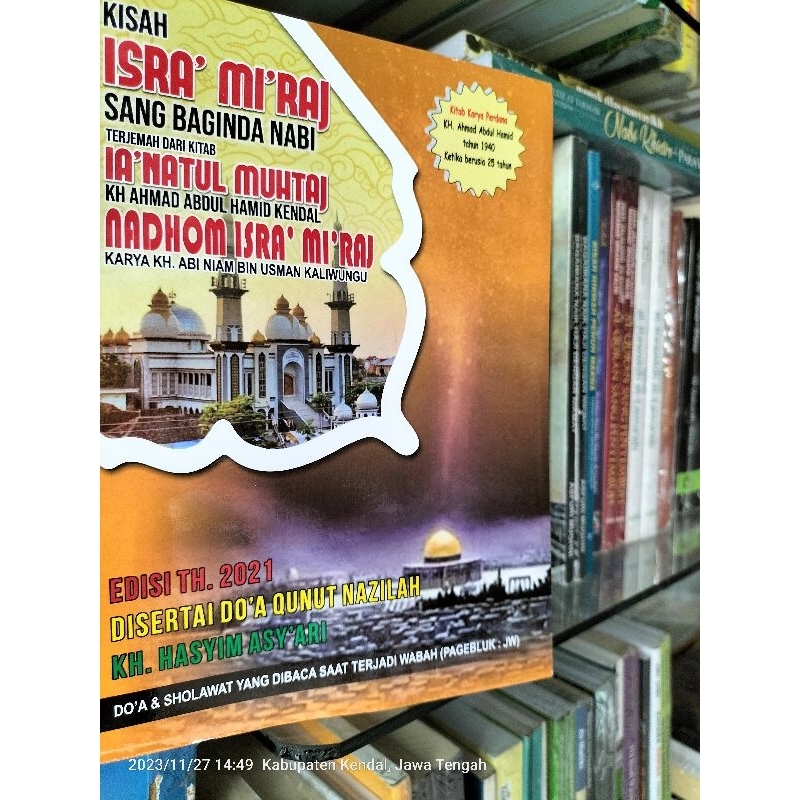 KISAH
ISRA' MI'RAJ
SANG BAGINDA NABI
TERJEMAH DARI KITAB
IA'NATUL MUHTAJ
KH AHMAD ABDUL HAMID KENDAL
NADHOM ISRA' MI'RAJ
KARYA KH. ABI NIAM BIN USMAN KALIWUNGU
Kitab Karya Perdana
KH. Ahmad Abdul Hamid
tahun 1940
Ketika berusia 25 tahun
EDISI TH. 2021
DISERTAI DO'A QUNUT NAZILAH
KH. HASYIM ASY'ARI
DO'A & SHOLAWAT YANG DIBACA SAAT TERJADI WABAH (PAGEBLUK : JW)
2023/11/27 14:49 Kabupaten Kendal, Jawa Tengah